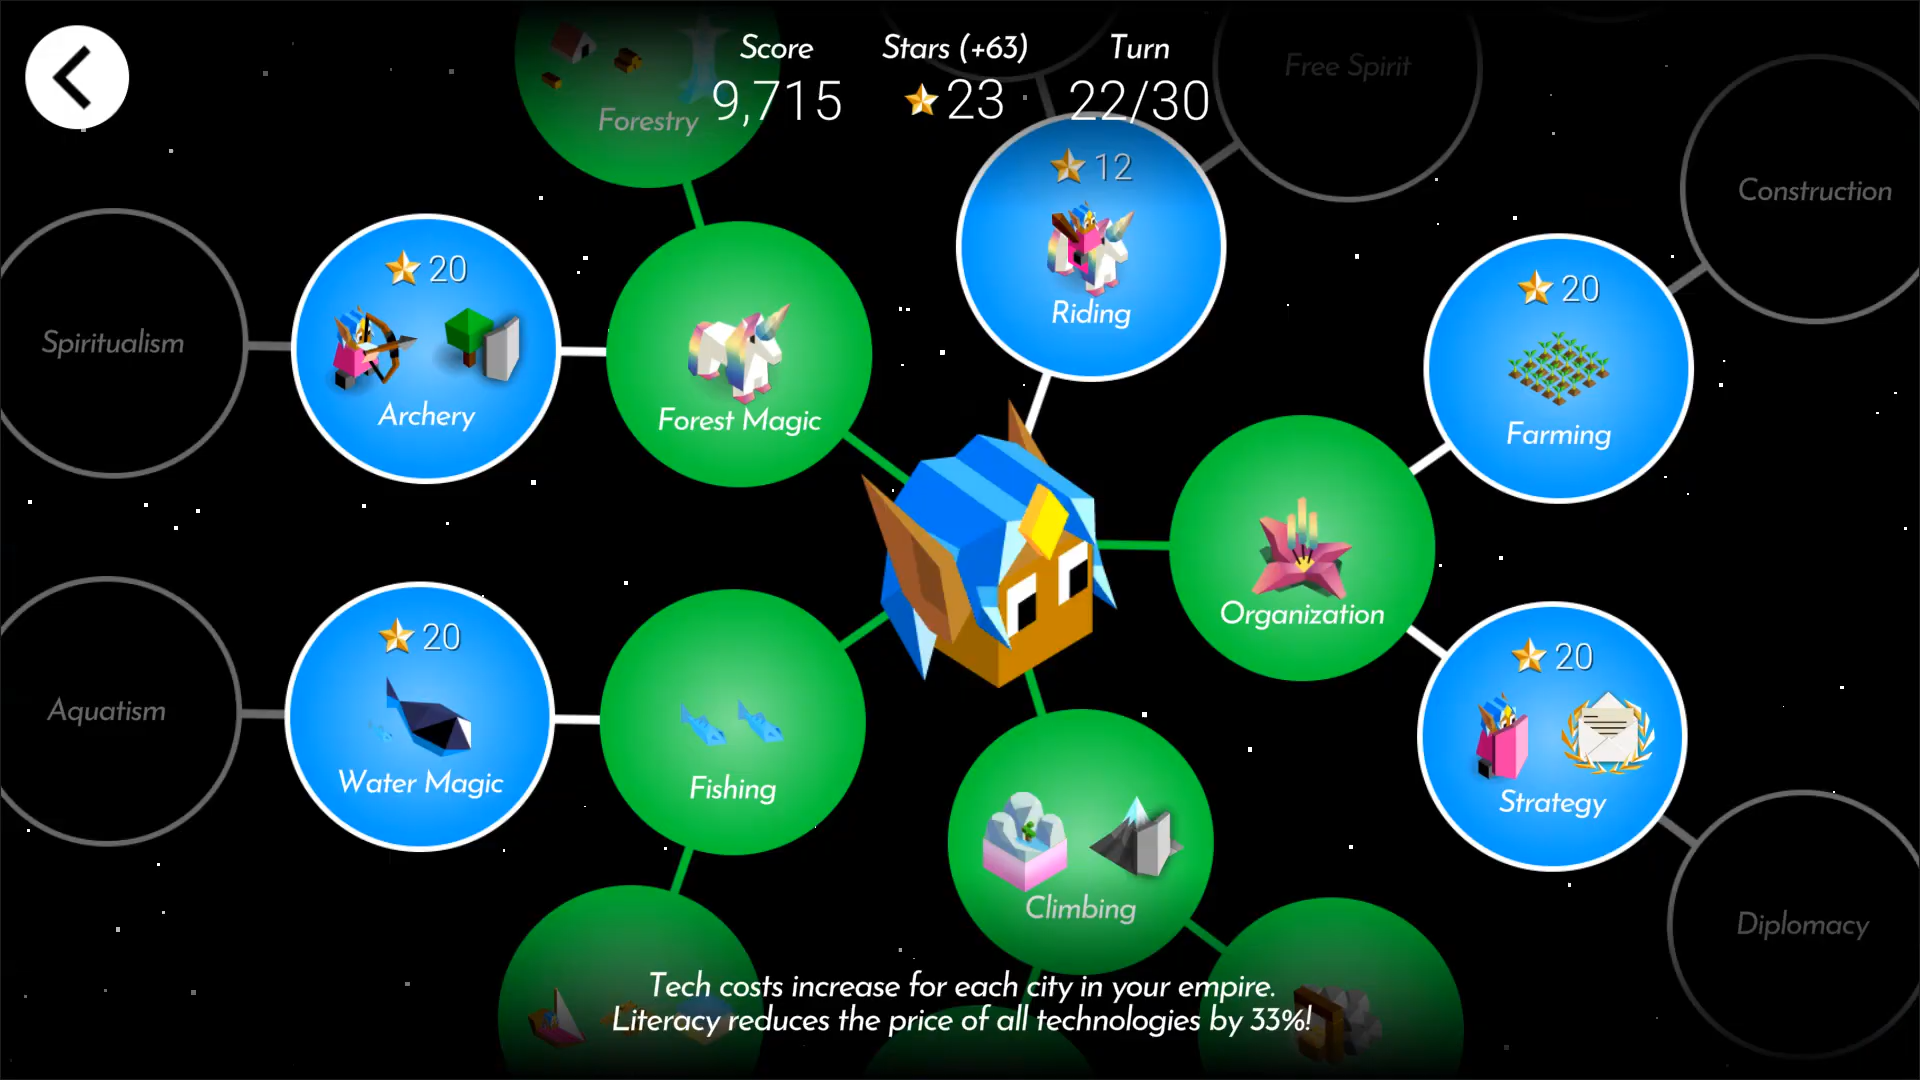 Score
Stars (+63)
Turn
9,715
23
22/30
Forestry
Free Spirit
Construction
12
Riding
Spiritualism
20
Archery
Forest Magic
20
Farming
Organization
Aquatism
20
Water Magic
Fishing
20
Strategy
Climbing
Diplomacy
Tech costs increase for each city in your empire.
Literacy reduces the price of all technologies by 33%!